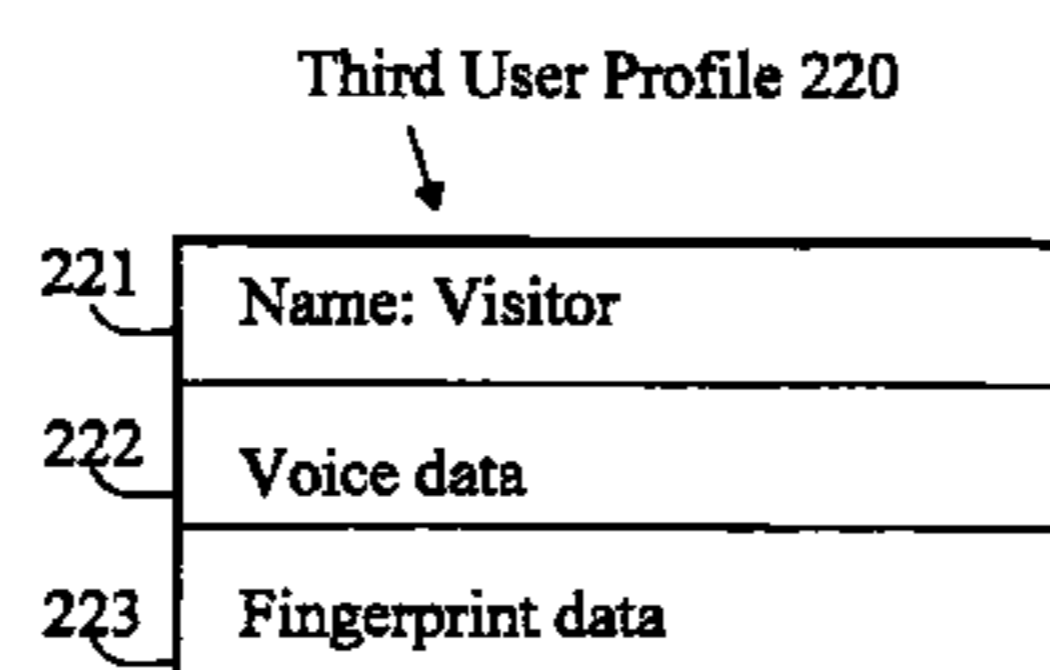 Third User Profile 220
221
Name: Visitor
222
Voice data
223
Fingerprint data